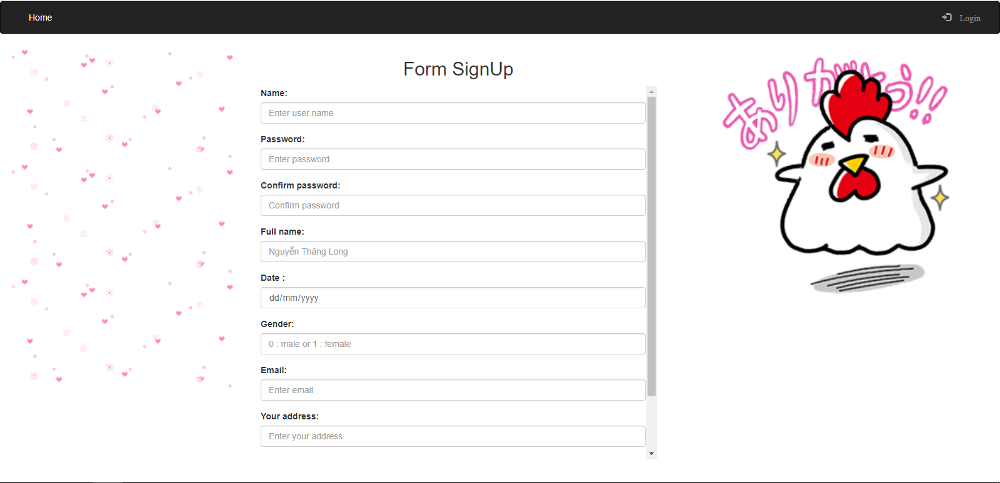 Home
Login
Form SignUp
ありがとう!!
Name:
Enter user name
Password:
Enter password
Confirm password:
Confirm password
Full name:
Nguyễn Thăng Long
Date :
dd/mm/yyyy
Gender:
0 : male or 1 : female
Email:
Enter email
Your address:
Enter your address